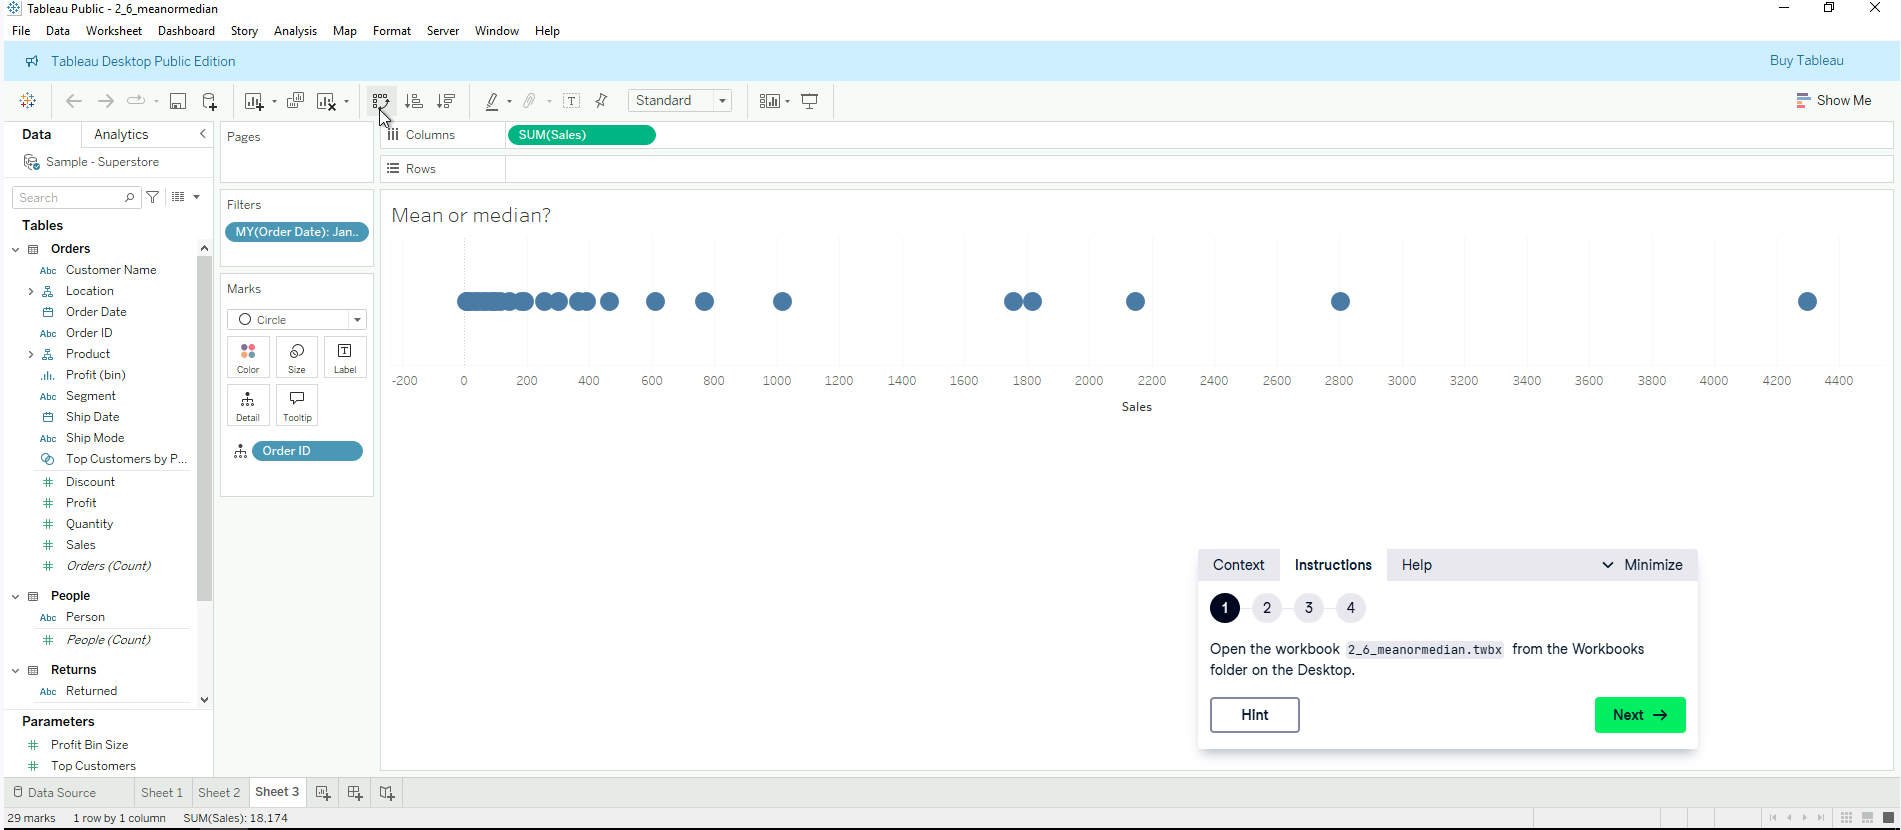 Tableau Public - 2_6_meanormedian
File Data Worksheet Dashboard Story Analysis Map Format Server Window Help
Tableau Desktop Public Edition
Buy Tableau
Standard
Show Me
Data Analytics
Sample - Superstore
Search
Tables
Orders
Abc Customer Name
Location
Order Date
Abc Order ID
Product
Profit (bin)
Abc Segment
Ship Date
Abc Ship Mode
Top Customers by P...
Discount
Profit
Quantity
Sales
Orders (Count)
People
Abc Person
People (Count)
Returns
Abc Returned
Parameters
Profit Bin Size
Top Customers
Pages
Filters
MY(Order Date): Jan..
Marks
Circle
Color Size Label
Detail Tooltip
Order ID
Columns SUM(Sales)
Rows
Mean or median?
-200 0 200 400 600 800 1000 1200 1400 1600 1800 2000 2200 2400 2600 2800 3000 3200 3400 3600 3800 4000 4200 4400
Sales
Context Instructions Help Minimize
1 2 3 4
Open the workbook 2_6_meanormedian.twbx from the Workbooks
folder on the Desktop.
Hint Next →
Data Source Sheet 1 Sheet 2 Sheet 3
29 marks 1 row by 1 column SUM(Sales): 18,174